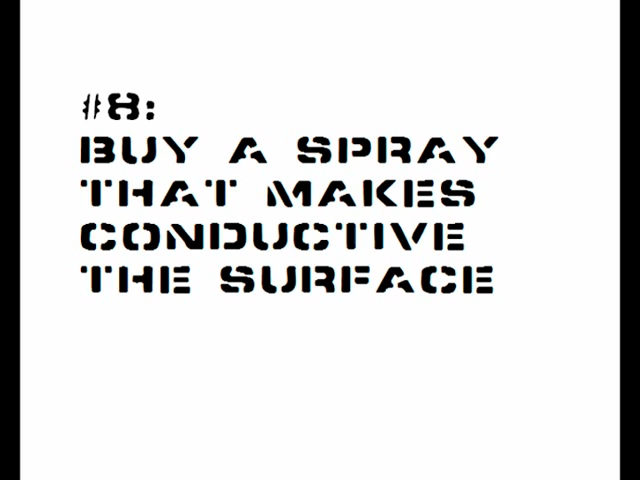 #8:
BUY A SPRAY
THAT MAKES
CONDUCTIVE
THE SURFACE